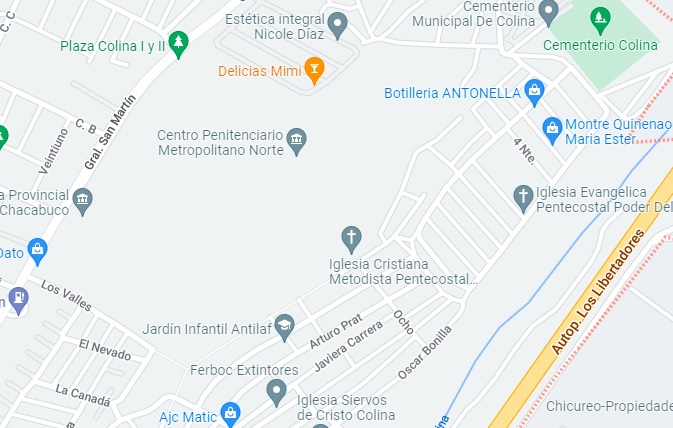 Cementerio
Municipal De Colina
Estética integral
Nicole Díaz
Cementerio Colina
Plaza Colina I y II
Delicias Mimi
Botilleria ANTONELLA
C. C
C. B
Gral. San Martín
Veintiuno
Centro Penitenciario
Metropolitano Norte
4 Nte.
Montre Quinenao
Maria Ester
a Provincial
Chacabuco
Iglesia Evangelica
Pentecostal Poder Del
Dato
Iglesia Cristiana
Metodista Pentecostal...
Autop. Los Libertadores
Los Valles
Jardín Infantil Antilaf
Arturo Prat
Ocho
Javiera Carrera
Oscar Bonilla
El Nevado
Ferboc Extintores
La Canadá
Iglesia Siervos
de Cristo Colina
Ajc Matic
Chicureo-Propiedade
ina